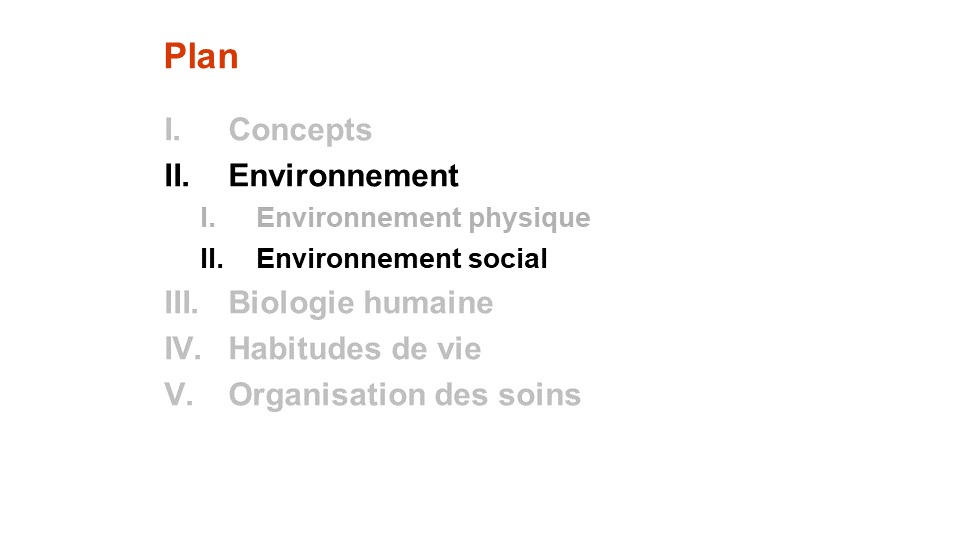 Plan
I. Concepts
II. Environnement
I. Environnement physique
II. Environnement social
III. Biologie humaine
IV. Habitudes de vie
V. Organisation des soins